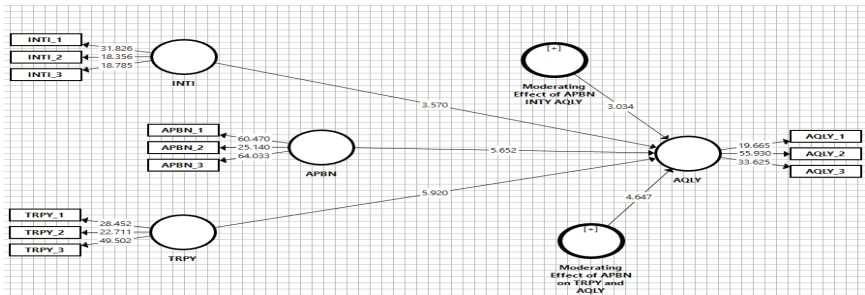 INTI_1
INTI_2
INTI_3
31.826
18.356
18.785
INTI
[+]
Moderating
Effect of APBN
INTY AQLY
3.034
3.570
APBN_1
APBN_2
APBN_3
60.470
25.140
64.033
APBN
5.652
AQLY
19.665
55.930
33.625
AQLY_1
AQLY_2
AQLY_3
5.920
4.647
TRPY_1
TRPY_2
TRPY_3
28.452
22.711
49.502
TRPY
[+]
Moderating
Effect of APBN
on TRPY and
AQLY